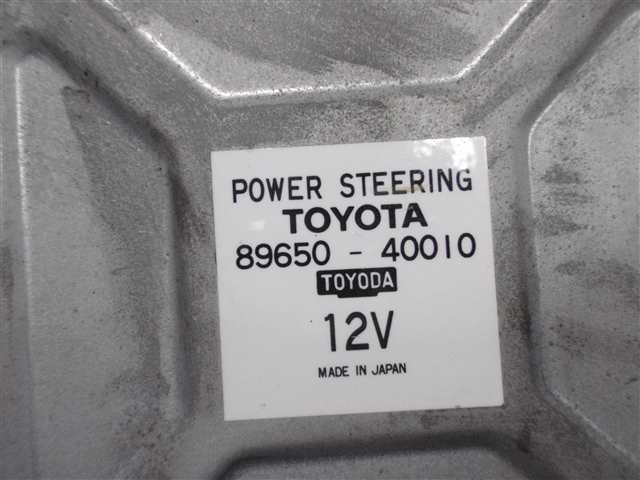 POWER STEERING
TOYOTA
89650 - 40010
TOYODA
12V
MADE IN JAPAN